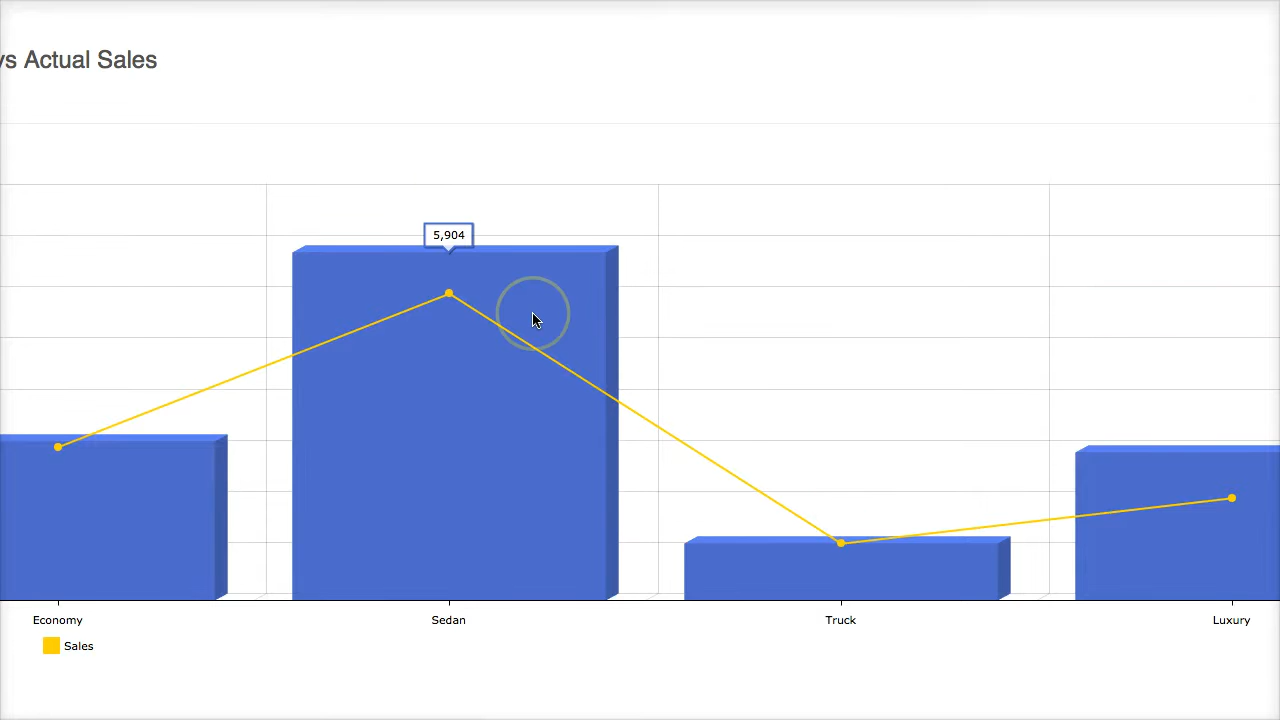 vs Actual Sales
5,904
Economy
Sedan
Truck
Luxury
Sales